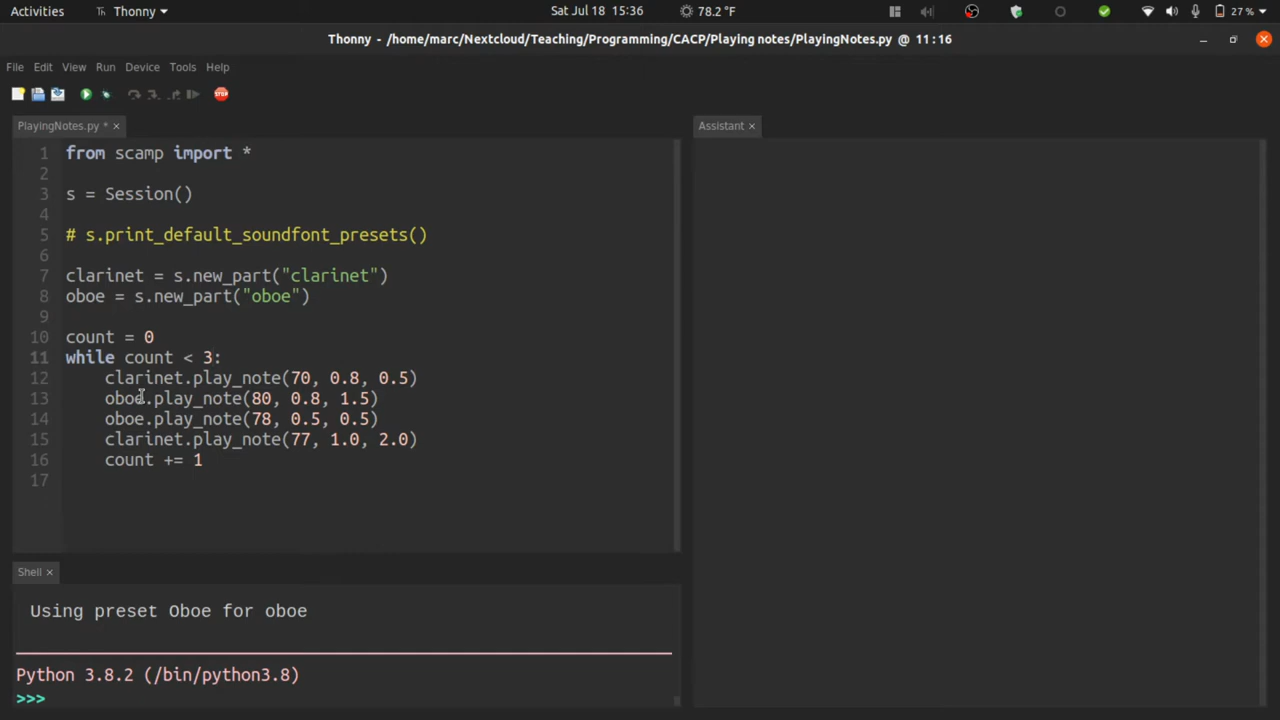 Activities Thonny Sat Jul 18 15:36 78.2 °F 27 %
Thonny - /home/marc/Nextcloud/Teaching/Programming/CACP/Playing notes/PlayingNotes.py @ 11:16
File Edit View Run Device Tools Help
STOP
PlayingNotes.py * Assistant
1 from scamp import *
2
3 s = Session()
4
5 # s.print_default_soundfont_presets()
6
7 clarinet = s.new_part("clarinet")
8 oboe = s.new_part("oboe")
9
10 count = 0
11 while count < 3:
12 clarinet.play_note(70, 0.8, 0.5)
13 oboe.play_note(80, 0.8, 1.5)
14 oboe.play_note(78, 0.5, 0.5)
15 clarinet.play_note(77, 1.0, 2.0)
16 count += 1
17
Shell
Using preset Oboe for oboe
Python 3.8.2 (/bin/python3.8)
>>>